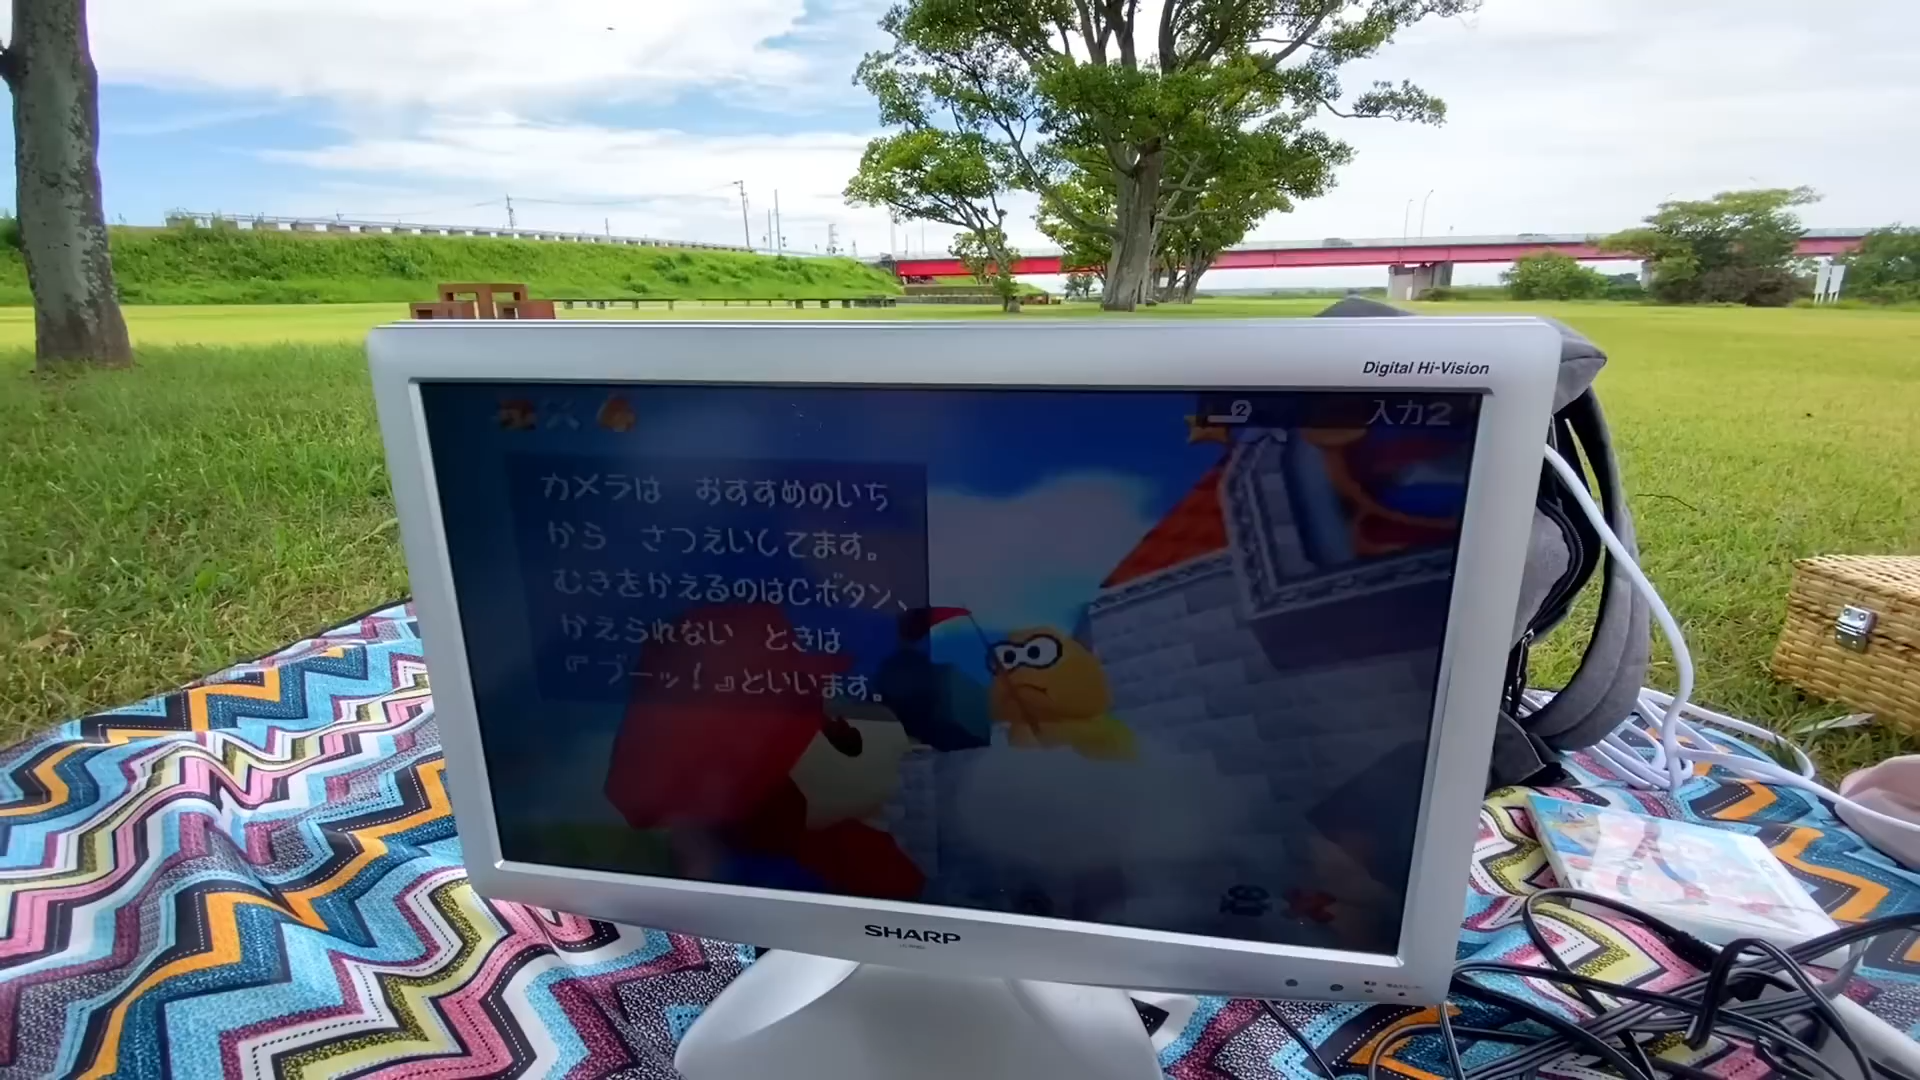 Digital Hi-Vision
2
入力2
カメラは おすすめのいち
から さつえいしてます。
むきをかえるのはCボタン、
かえられない ときは
『ブーッ!』といいます。
SHARP